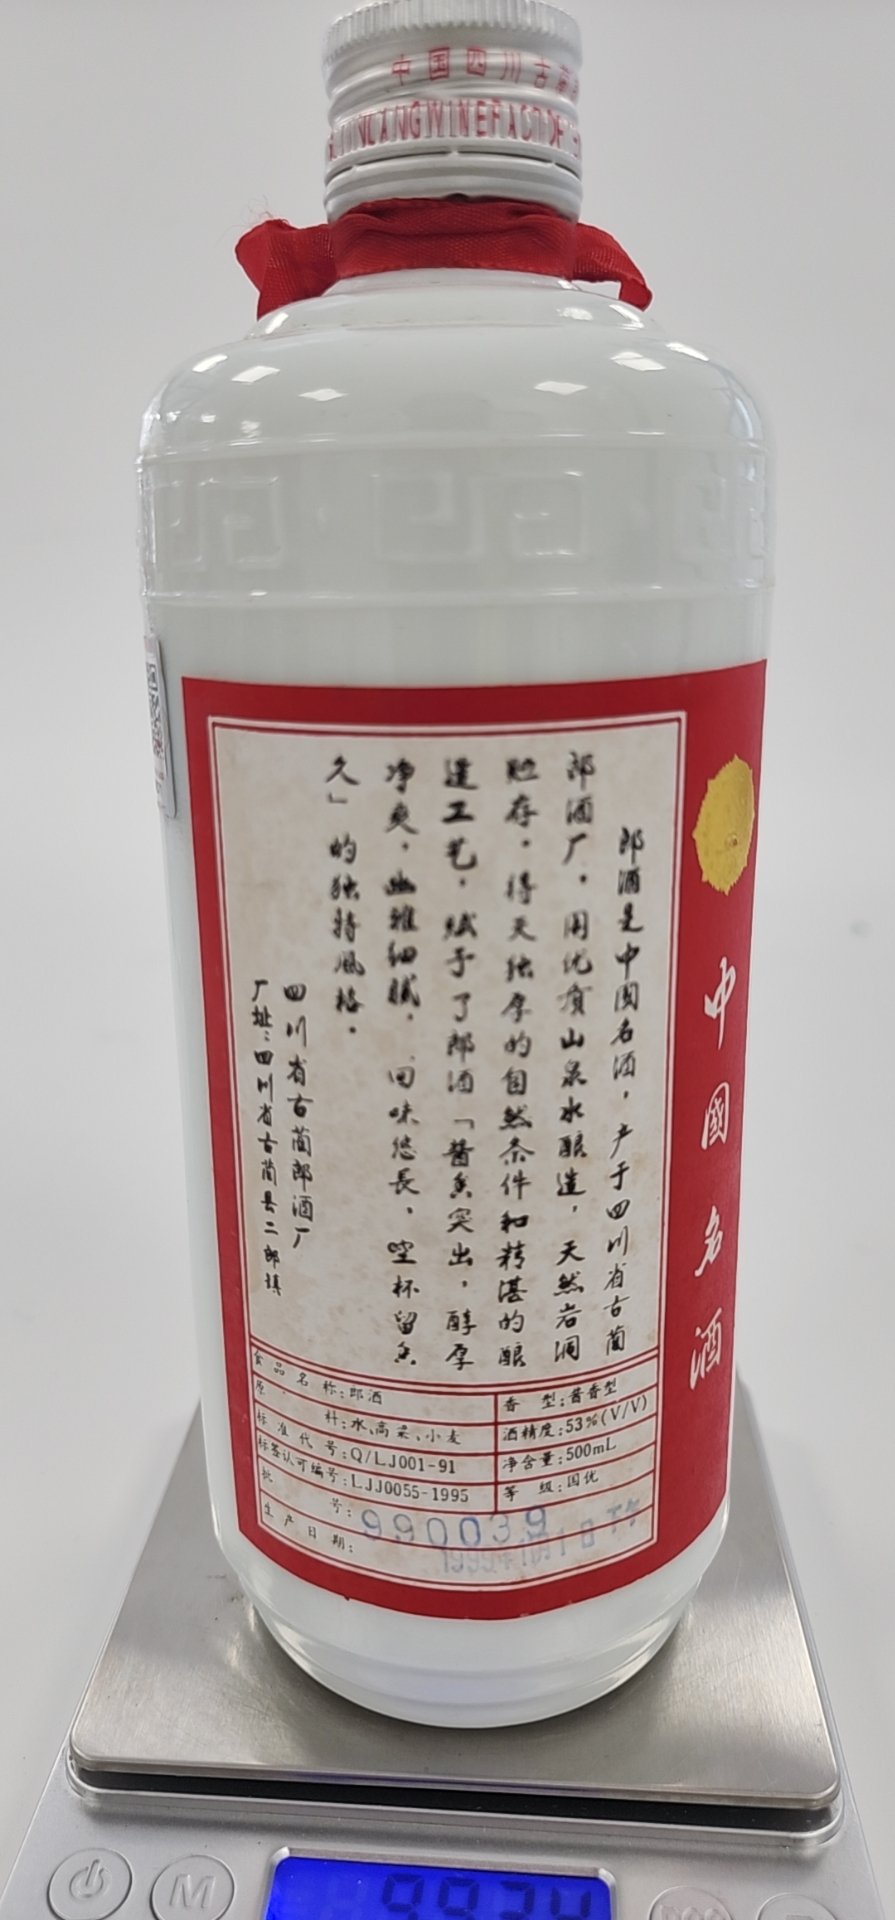 中国四川古蔺
LANGWINEFACTO
郎酒是中国名酒，产于四川省古蔺
郎酒厂，用优质山泉水酿造，天然岩洞
贮存，得天独厚的自然条件和精湛的酿
造工艺，赋予了郎酒「酱香突出，醇厚
净爽，幽雅细腻，回味悠長，空杯留香
久」的独特风格。
四川省古蔺郎酒厂
厂址：四川省古蔺县二郎镇
中國名酒
食品名称：郎酒
香型：酱香型
原料：水、高粱、小麦
酒精度：53%(V/V)
标准代号：Q/LJ001-91
净含量：500mL
标签认可编号：LJJ0055-1995
等级：国优
批号：990039
生产日期：
M